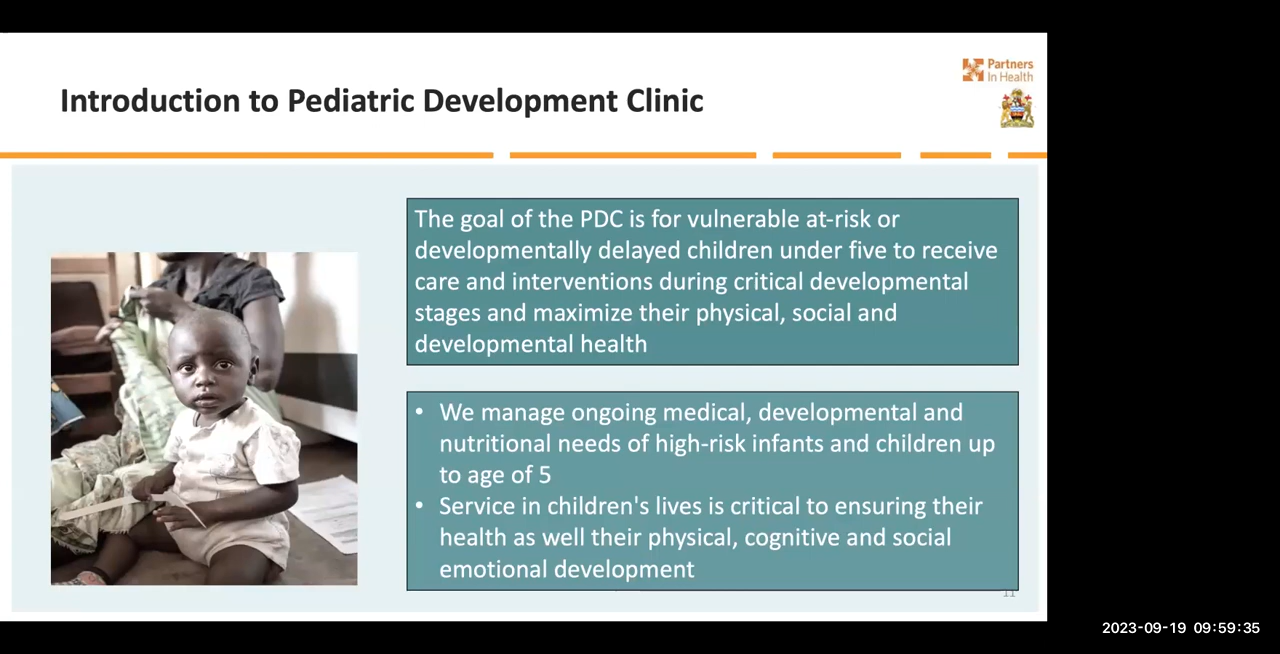 Partners
In Health
Introduction to Pediatric Development Clinic
The goal of the PDC is for vulnerable at-risk or
developmentally delayed children under five to receive
care and interventions during critical developmental
stages and maximize their physical, social and
developmental health
• We manage ongoing medical, developmental and
nutritional needs of high-risk infants and children up
to age of 5
• Service in children's lives is critical to ensuring their
health as well their physical, cognitive and social
emotional development
11
2023-09-19 09:59:35